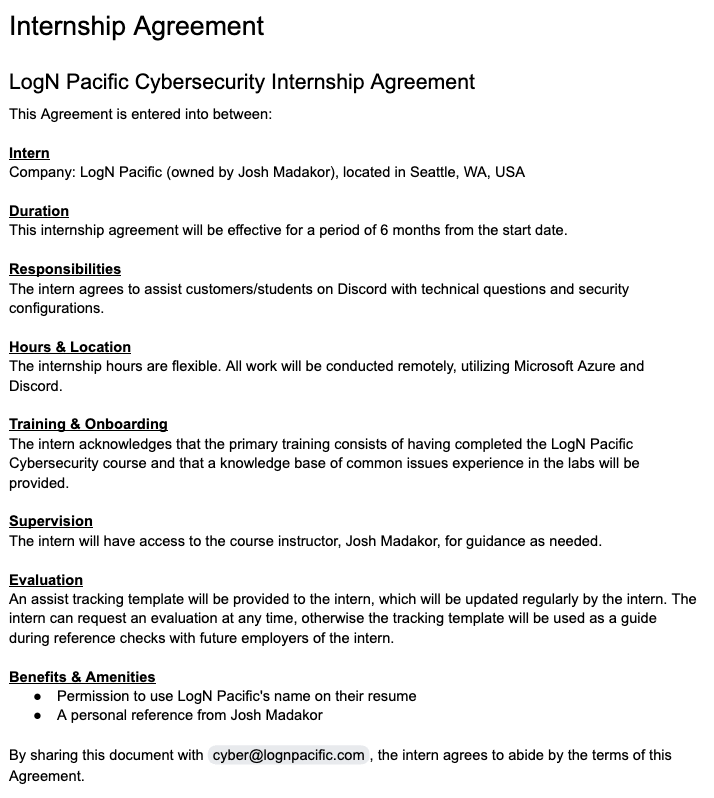 Internship Agreement
LogN Pacific Cybersecurity Internship Agreement
This Agreement is entered into between:
Intern
Company: LogN Pacific (owned by Josh Madakor), located in Seattle, WA, USA
Duration
This internship agreement will be effective for a period of 6 months from the start date.
Responsibilities
The intern agrees to assist customers/students on Discord with technical questions and security
configurations.
Hours & Location
The internship hours are flexible. All work will be conducted remotely, utilizing Microsoft Azure and
Discord.
Training & Onboarding
The intern acknowledges that the primary training consists of having completed the LogN Pacific
Cybersecurity course and that a knowledge base of common issues experience in the labs will be
provided.
Supervision
The intern will have access to the course instructor, Josh Madakor, for guidance as needed.
Evaluation
An assist tracking template will be provided to the intern, which will be updated regularly by the intern. The
intern can request an evaluation at any time, otherwise the tracking template will be used as a guide
during reference checks with future employers of the intern.
Benefits & Amenities
● Permission to use LogN Pacific's name on their resume
● A personal reference from Josh Madakor
By sharing this document with cyber@lognpacific.com , the intern agrees to abide by the terms of this
Agreement.